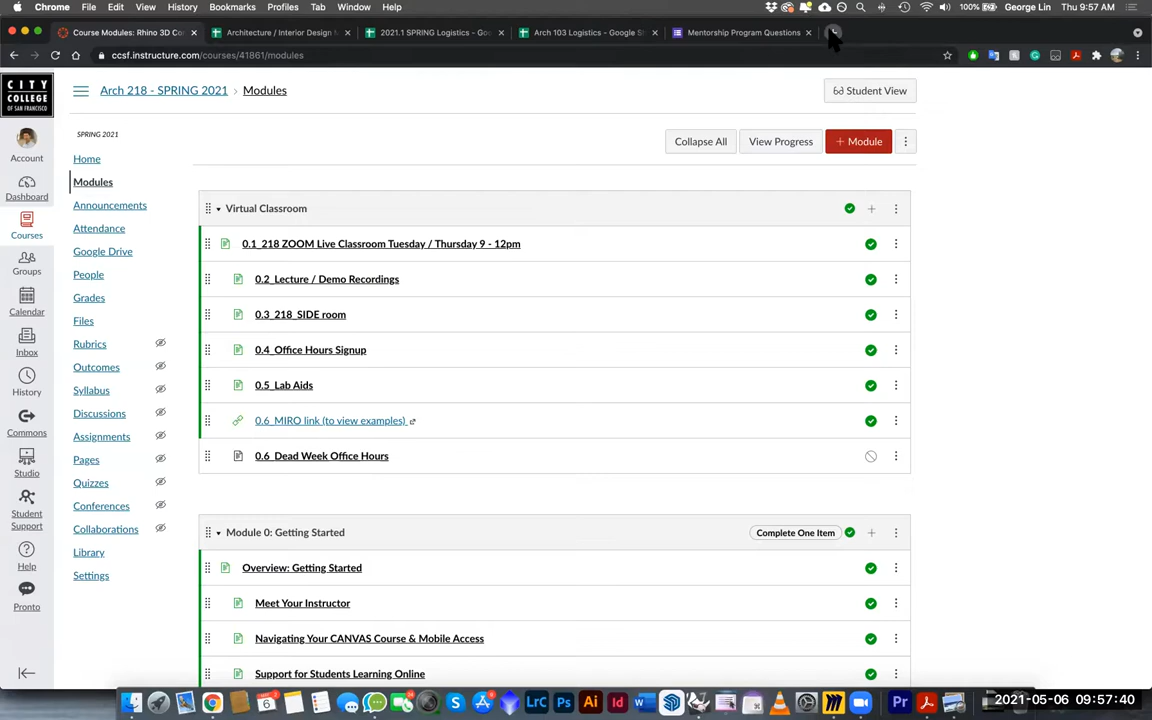 Chrome File Edit View History Bookmarks Profiles Tab Window Help 100% George Lin Thu 9:57 AM
Course Modules: Rhino 3D Co Architecture / Interior Design M 2021.1 SPRING Logistics - Goo Arch 103 Logistics - Google Sh Mentorship Program Questions
ccsf.instructure.com/courses/41861/modules
CITY COLLEGE OF SAN FRANCISCO
Arch 218 - SPRING 2021 › Modules
Student View
SPRING 2021
Collapse All View Progress + Module
Account
Dashboard
Courses
Groups
Calendar
Inbox
History
Commons
Studio
Student Support
Help
Pronto
Home
Modules
Announcements
Attendance
Google Drive
People
Grades
Files
Rubrics
Outcomes
Syllabus
Discussions
Assignments
Pages
Quizzes
Conferences
Collaborations
Library
Settings
Virtual Classroom
0.1_218 ZOOM Live Classroom Tuesday / Thursday 9 - 12pm
0.2_Lecture / Demo Recordings
0.3_218_SIDE room
0.4_Office Hours Signup
0.5_Lab Aids
0.6_MIRO link (to view examples)
0.6_Dead Week Office Hours
Module 0: Getting Started
Complete One Item
Overview: Getting Started
Meet Your Instructor
Navigating Your CANVAS Course & Mobile Access
Support for Students Learning Online
6 LrC Ps Ai Id Pr
2021-05-06 09:57:40